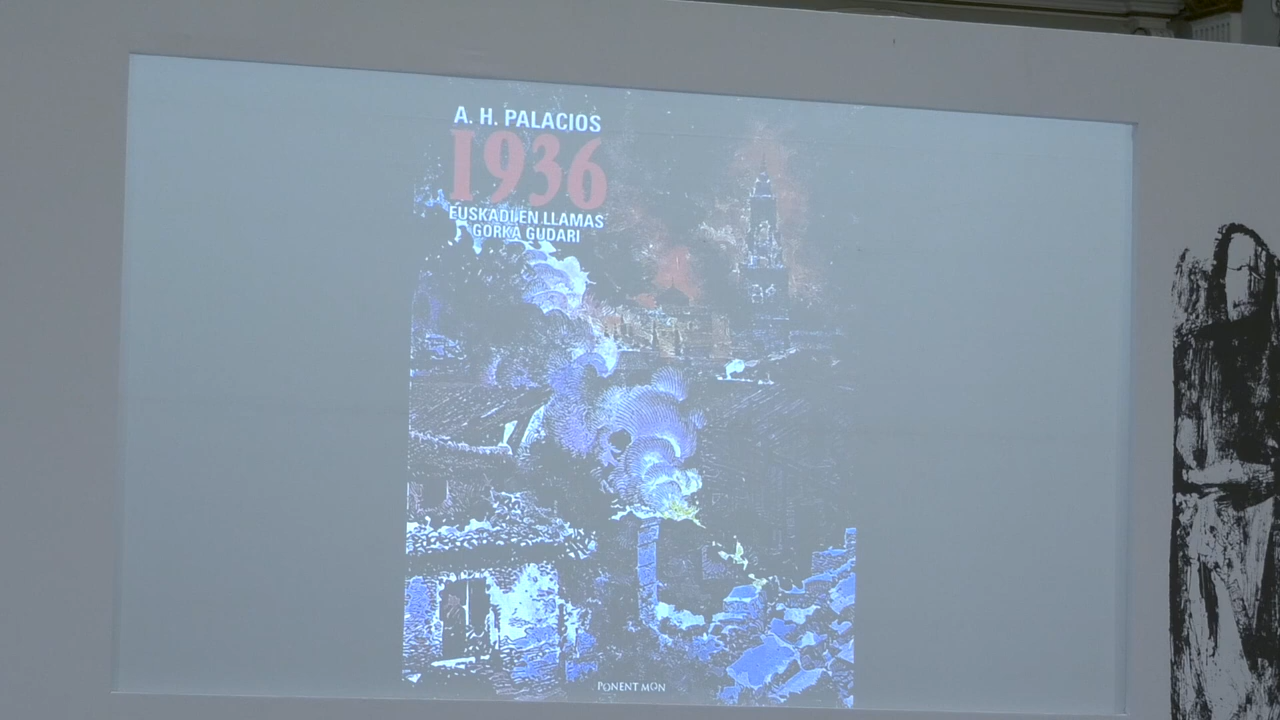 A. H. PALACIOS
1936
EUSKADI EN LLAMAS
GORKA GUDARI
PONENT MON